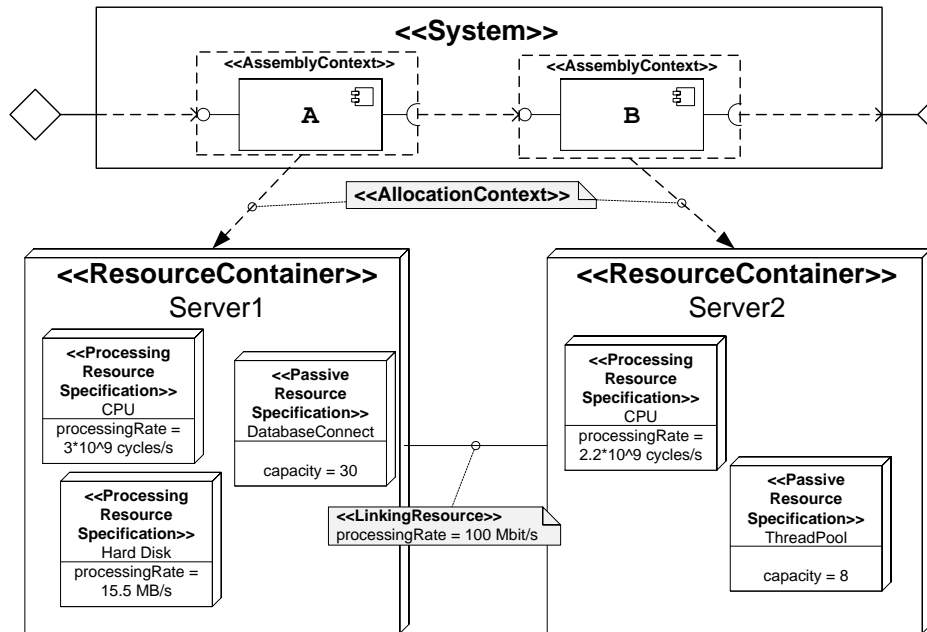 <<System>>
<<AssemblyContext>>
<<AssemblyContext>>
A
B
<<AllocationContext>>
<<ResourceContainer>>
Server1
<<Processing
Resource
Specification>>
CPU
processingRate =
3*10^9 cycles/s
<<Passive
Resource
Specification>>
DatabaseConnect
capacity = 30
<<Processing
Resource
Specification>>
Hard Disk
processingRate =
15.5 MB/s
<<LinkingResource>>
processingRate = 100 Mbit/s
<<ResourceContainer>>
Server2
<<Processing
Resource
Specification>>
CPU
processingRate =
2.2*10^9 cycles/s
<<Passive
Resource
Specification>>
ThreadPool
capacity = 8